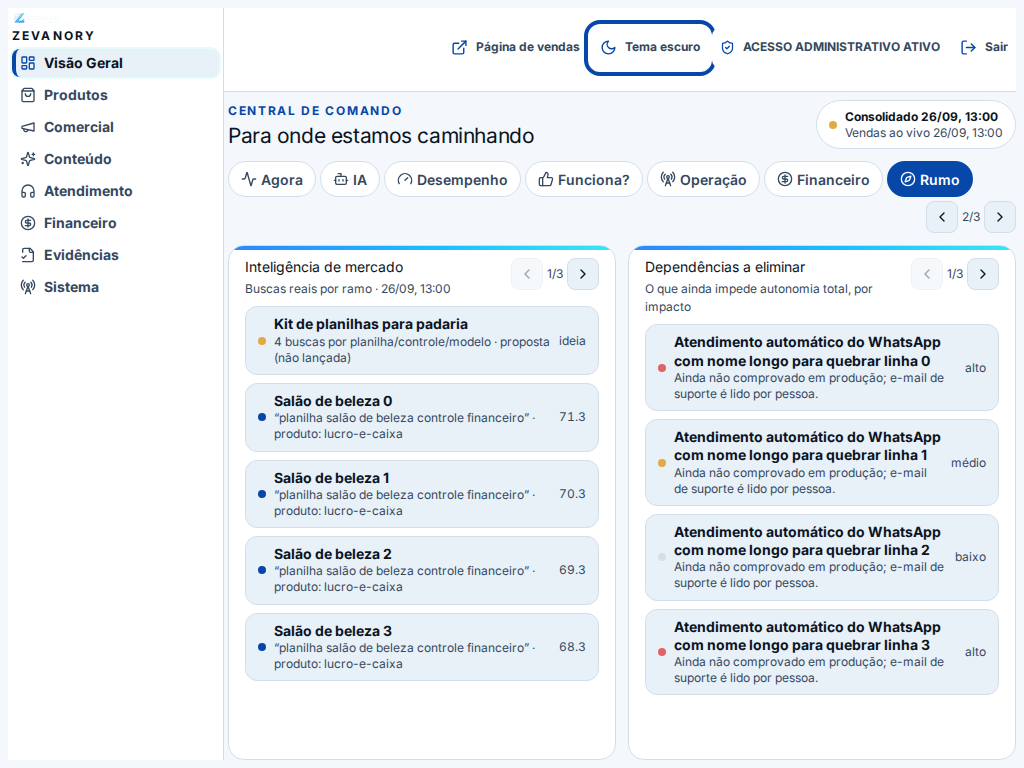 ZEVANORY
Visão Geral
Produtos
Comercial
Conteúdo
Atendimento
Financeiro
Evidências
Sistema
Página de vendas
Tema escuro
ACESSO ADMINISTRATIVO ATIVO
Sair
CENTRAL DE COMANDO
Para onde estamos caminhando
Consolidado 26/09, 13:00
Vendas ao vivo 26/09, 13:00
Agora
IA
Desempenho
Funciona?
Operação
Financeiro
Rumo
2/3
Inteligência de mercado
Buscas reais por ramo · 26/09, 13:00
1/3
Kit de planilhas para padaria
4 buscas por planilha/controle/modelo · proposta
(não lançada)
ideia
Salão de beleza 0
“planilha salão de beleza controle financeiro” ·
produto: lucro-e-caixa
71.3
Salão de beleza 1
“planilha salão de beleza controle financeiro” ·
produto: lucro-e-caixa
70.3
Salão de beleza 2
“planilha salão de beleza controle financeiro” ·
produto: lucro-e-caixa
69.3
Salão de beleza 3
“planilha salão de beleza controle financeiro” ·
produto: lucro-e-caixa
68.3
Dependências a eliminar
O que ainda impede autonomia total, por
impacto
1/3
Atendimento automático do WhatsApp
com nome longo para quebrar linha 0
Ainda não comprovado em produção; e-mail de
suporte é lido por pessoa.
alto
Atendimento automático do WhatsApp
com nome longo para quebrar linha 1
Ainda não comprovado em produção; e-mail
de suporte é lido por pessoa.
médio
Atendimento automático do WhatsApp
com nome longo para quebrar linha 2
Ainda não comprovado em produção; e-mail de
suporte é lido por pessoa.
baixo
Atendimento automático do WhatsApp
com nome longo para quebrar linha 3
Ainda não comprovado em produção; e-mail de
suporte é lido por pessoa.
alto